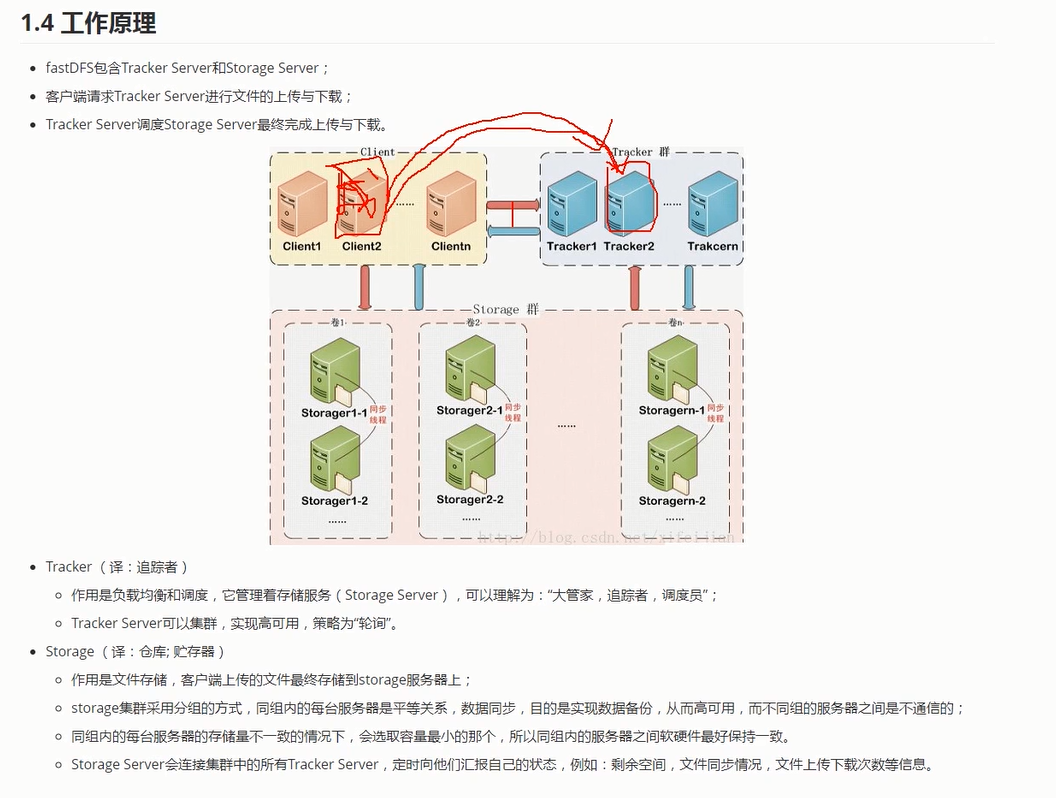 1.4 工作原理
fastDFS包含Tracker Server和Storage Server；
客户端请求Tracker Server进行文件的上传与下载；
Tracker Server调度Storage Server最终完成上传与下载。
Client
Tracker 群
Client1 Client2 ...... Clientn
Tracker1 Tracker2 ...... Trakcern
Storage 群
卷1 卷2 卷n
Storager1-1 同步线程
Storager2-1 同步线程
Storagern-1 同步线程
......
Storager1-2 Storager2-2 Storagern-2
...... ...... ......
http://blog.csdn.net/xifeijian
Tracker（译：追踪者）
作用是负载均衡和调度，它管理着存储服务（Storage Server），可以理解为：“大管家，追踪者，调度员”；
Tracker Server可以集群，实现高可用，策略为“轮询”。
Storage（译：仓库; 贮存器）
作用是文件存储，客户端上传的文件最终存储到storage服务器上；
storage集群采用分组的方式，同组内的每台服务器是平等关系，数据同步，目的是实现数据备份，从而高可用，而不同组的服务器之间是不通信的；
同组内的每台服务器的存储量不一致的情况下，会选取容量最小的那个，所以同组内的服务器之间软硬件最好保持一致。
Storage Server会连接集群中的所有Tracker Server，定时向他们汇报自己的状态，例如：剩余空间，文件同步情况，文件上传下载次数等信息。